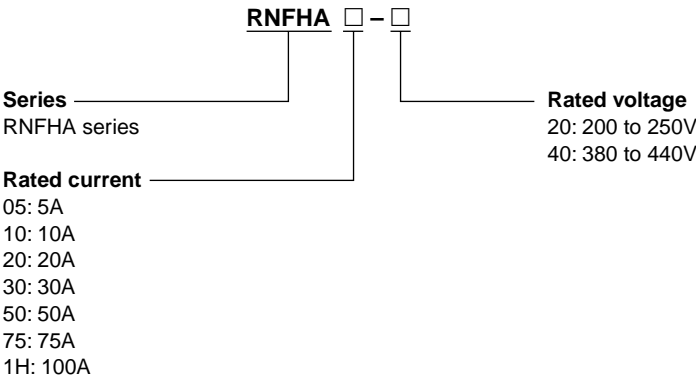 RNFHA □ – □
Series
RNFHA series
Rated current
05: 5A
10: 10A
20: 20A
30: 30A
50: 50A
75: 75A
1H: 100A
Rated voltage
20: 200 to 250V
40: 380 to 440V